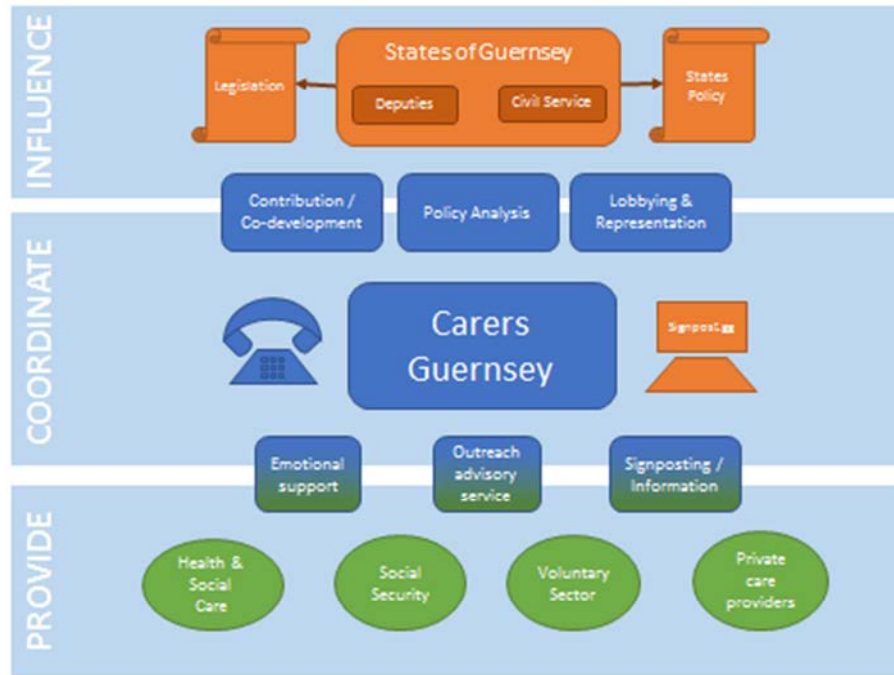 INFLUENCE
States of Guernsey
Legislation
Deputies
Civil Service
States
Policy
Contribution /
Co-development
Policy Analysis
Lobbying &
Representation
COORDINATE
Carers
Guernsey
Signpost.gg
Emotional
support
Outreach
advisory
service
Signposting /
Information
PROVIDE
Health &
Social
Care
Social
Security
Voluntary
Sector
Private
care
providers